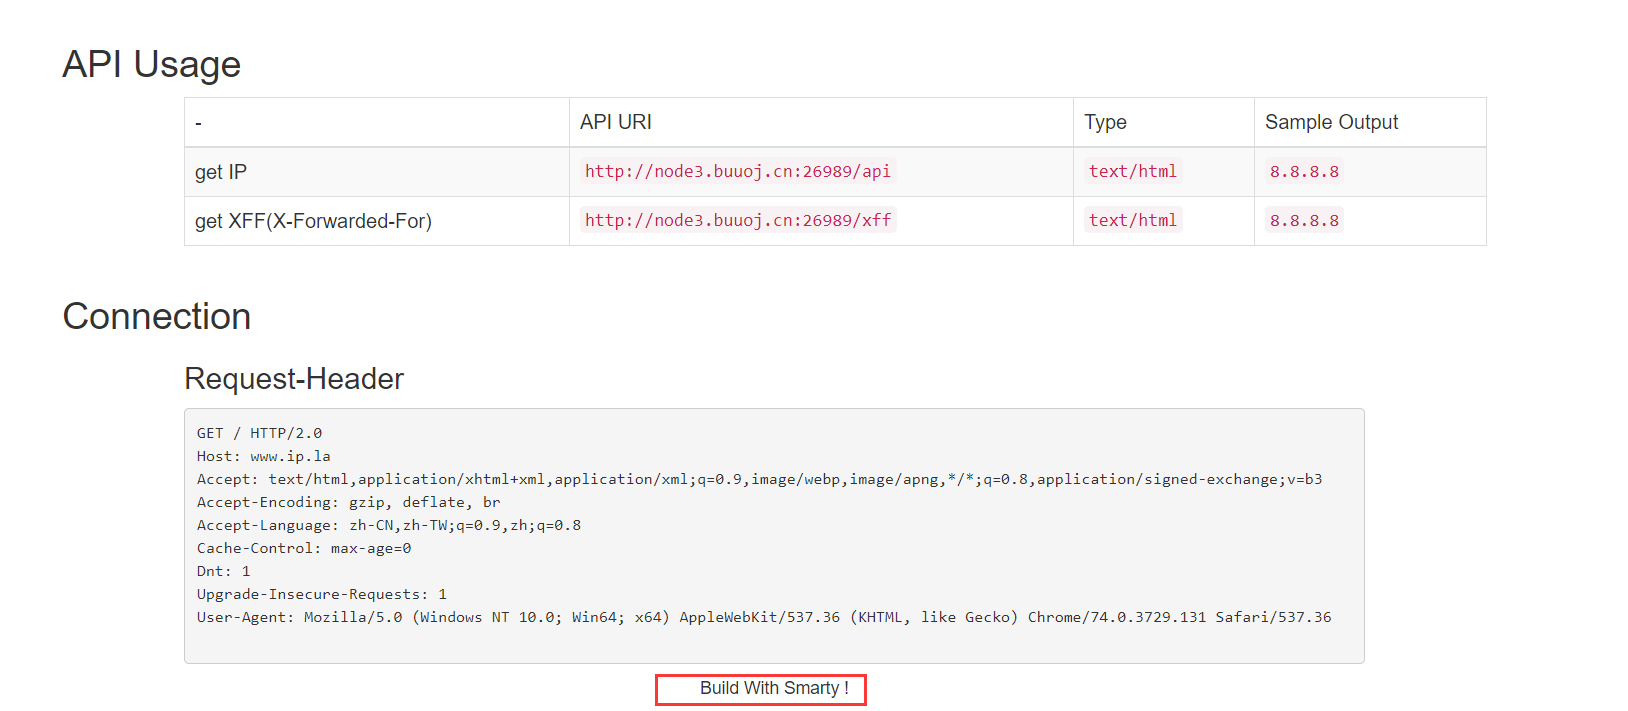 API Usage
- API URI Type Sample Output
get IP http://node3.buuoj.cn:26989/api text/html 8.8.8.8
get XFF(X-Forwarded-For) http://node3.buuoj.cn:26989/xff text/html 8.8.8.8
Connection
Request-Header
GET / HTTP/2.0
Host: www.ip.la
Accept: text/html,application/xhtml+xml,application/xml;q=0.9,image/webp,image/apng,*/*;q=0.8,application/signed-exchange;v=b3
Accept-Encoding: gzip, deflate, br
Accept-Language: zh-CN,zh-TW;q=0.9,zh;q=0.8
Cache-Control: max-age=0
Dnt: 1
Upgrade-Insecure-Requests: 1
User-Agent: Mozilla/5.0 (Windows NT 10.0; Win64; x64) AppleWebKit/537.36 (KHTML, like Gecko) Chrome/74.0.3729.131 Safari/537.36
Build With Smarty !